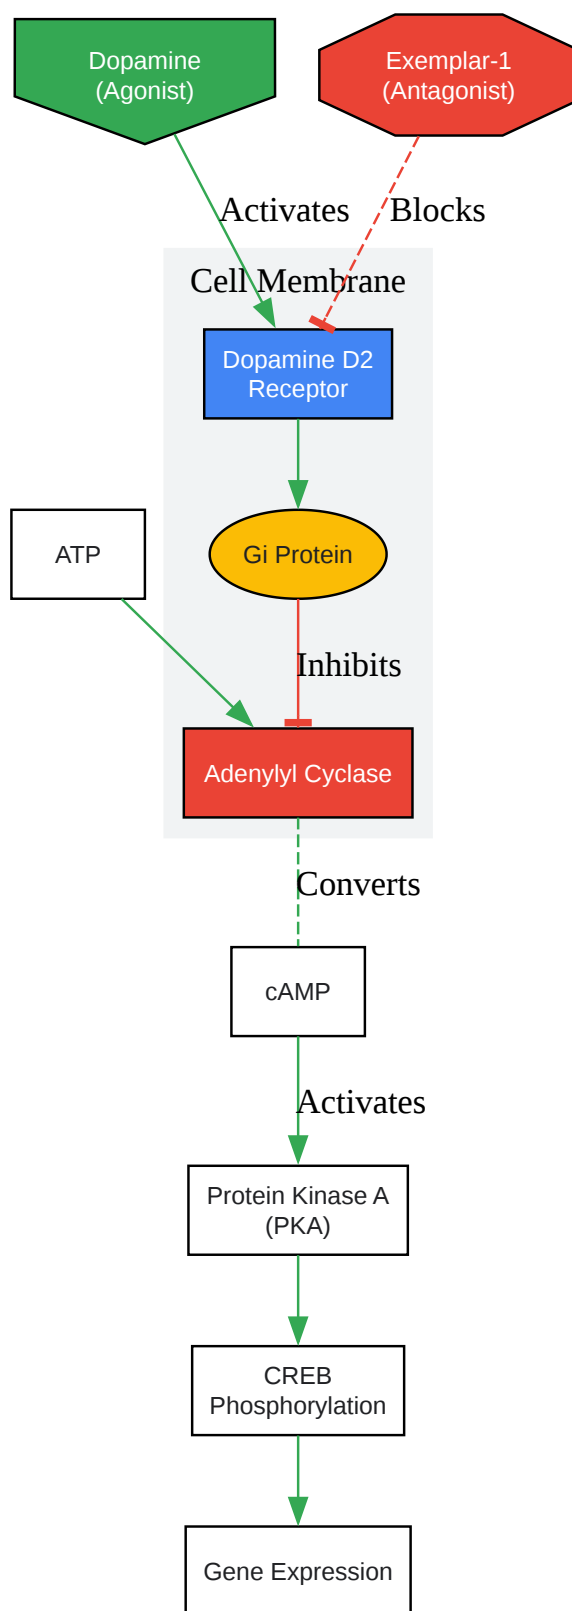 Dopamine
(Agonist)
Exemplar-1
(Antagonist)
Activates
Blocks
Cell Membrane
Dopamine D2
Receptor
ATP
Gi Protein
Inhibits
Adenylyl Cyclase
Converts
cAMP
Activates
Protein Kinase A
(PKA)
CREB
Phosphorylation
Gene Expression